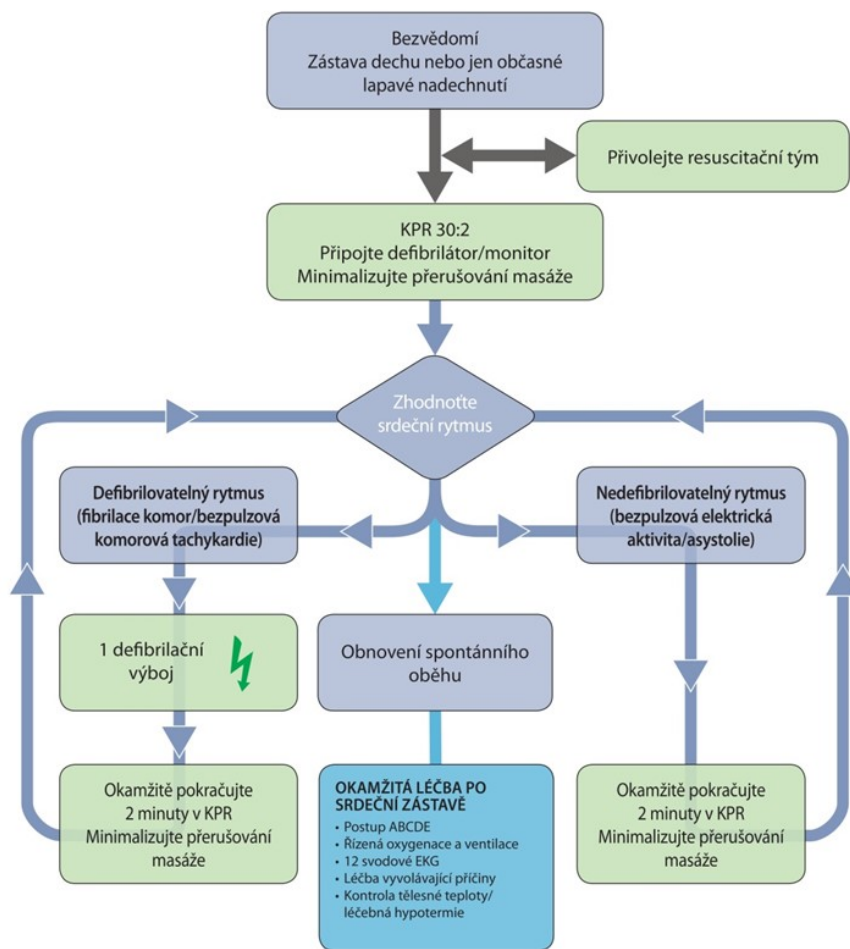 Bezvědomí
Zástava dechu nebo jen občasné
lapavé nadechnutí
Přivolejte resuscitační tým
KPR 30:2
Připojte defibrilátor/monitor
Minimalizujte přerušování masáže
Zhodnoťte
srdeční rytmus
Defibrilovatelný rytmus
(fibrilace komor/bezpulzová
komorová tachykardie)
Nedefibrilovatelný rytmus
(bezpulzová elektrická
aktivita/asystolie)
1 defibrilační
výboj
Obnovení spontánního
oběhu
Okamžitě pokračujte
2 minuty v KPR
Minimalizujte přerušování
masáže
OKAMŽITÁ LÉČBA PO
SRDEČNÍ ZÁSTAVĚ
• Postup ABCDE
• Řízená oxygenace a ventilace
• 12 svodové EKG
• Léčba vyvolávající příčiny
• Kontrola tělesné teploty/
léčebná hypotermie
Okamžitě pokračujte
2 minuty v KPR
Minimalizujte přerušování
masáže